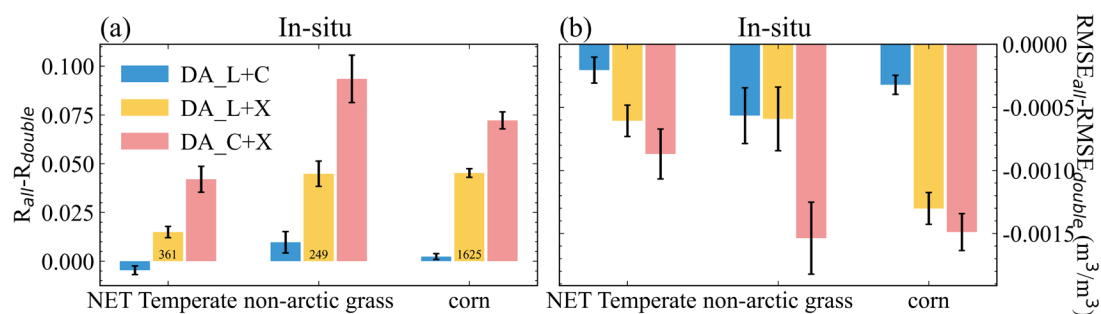 (a)
In-situ
R_all-R_double
0.100
0.075
0.050
0.025
0.000
DA_L+C
DA_L+X
DA_C+X
361
249
1625
NET Temperate non-arctic grass
corn
(b)
In-situ
0.0000
-0.0005
-0.0010
-0.0015
RMSE_all-RMSE_double (m³/m³)
NET Temperate non-arctic grass
corn